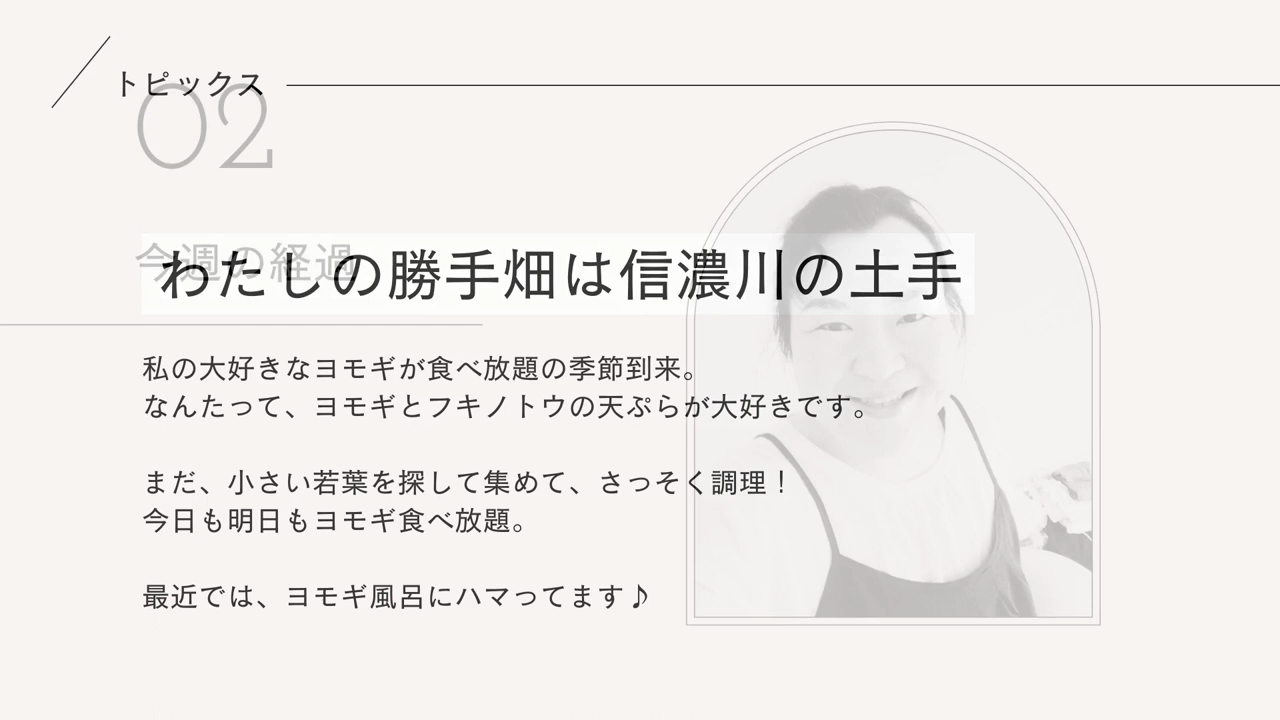 トピックス
02
今週の経過
わたしの勝手畑は信濃川の土手
私の大好きなヨモギが食べ放題の季節到来。
なんたって、ヨモギとフキノトウの天ぷらが大好きです。
まだ、小さい若葉を探して集めて、さっそく調理！
今日も明日もヨモギ食べ放題。
最近では、ヨモギ風呂にハマってます♪